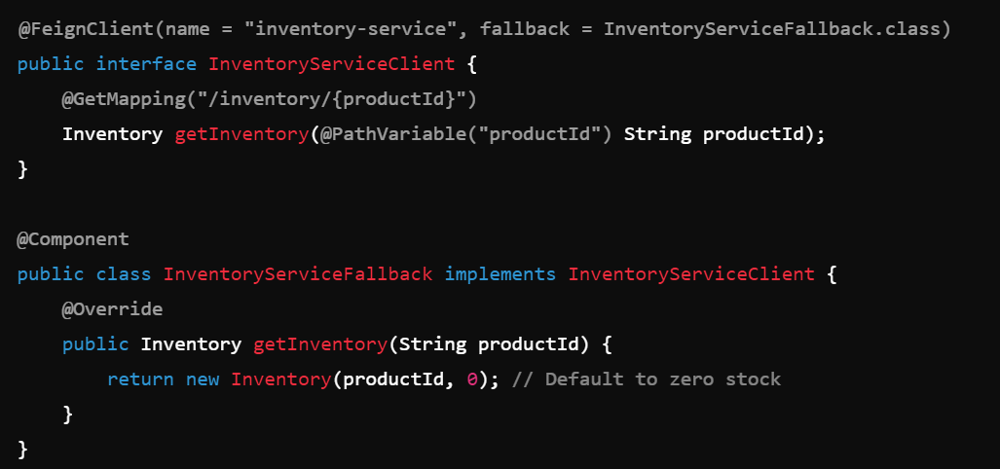 @FeignClient(name = "inventory-service", fallback = InventoryServiceFallback.class)
public interface InventoryServiceClient {
    @GetMapping("/inventory/{productId}")
    Inventory getInventory(@PathVariable("productId") String productId);
}

@Component
public class InventoryServiceFallback implements InventoryServiceClient {
    @Override
    public Inventory getInventory(String productId) {
        return new Inventory(productId, 0); // Default to zero stock
    }
}